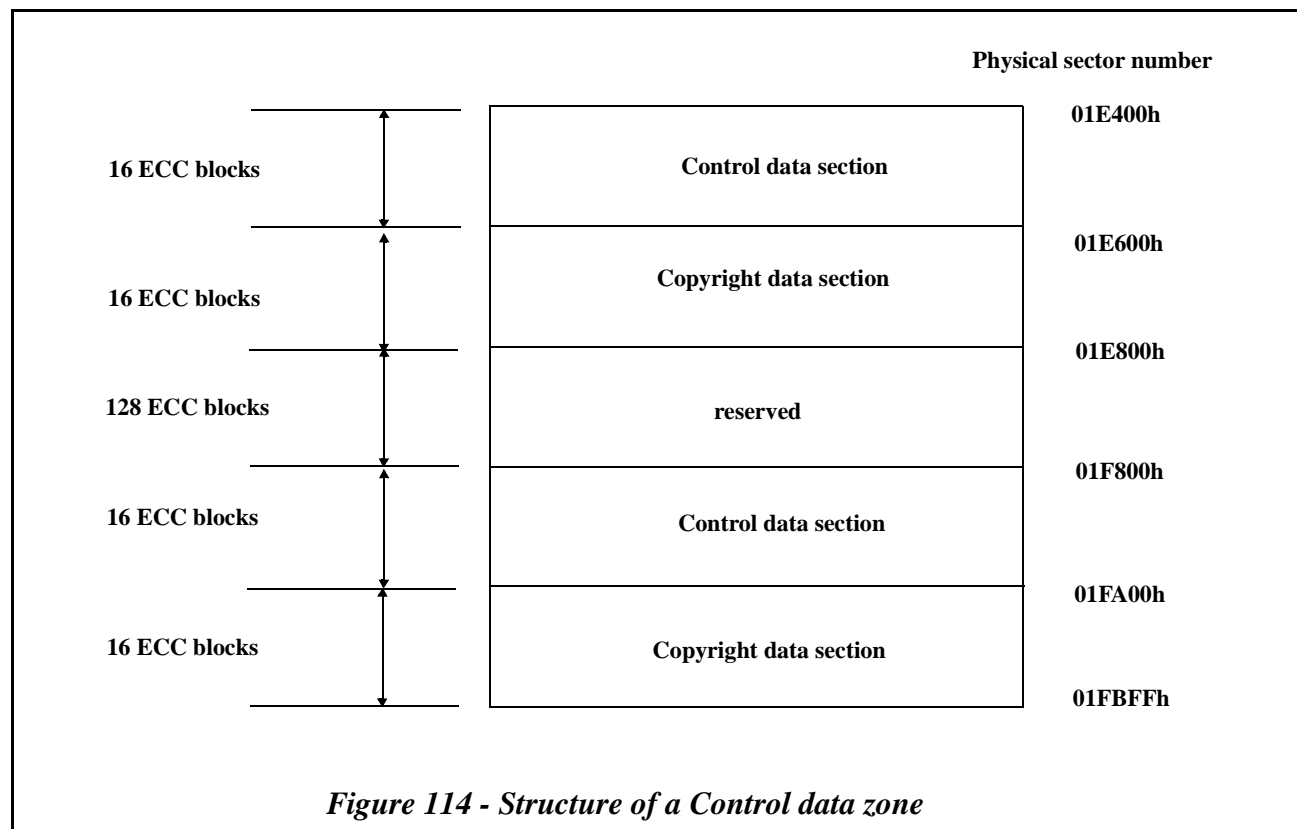 Physical sector number
01E400h
16 ECC blocks
Control data section
01E600h
Copyright data section
16 ECC blocks
01E800h
128 ECC blocks
reserved
01F800h
16 ECC blocks
Control data section
01FA00h
16 ECC blocks
Copyright data section
01FBFFh
Figure 114 - Structure of a Control data zone